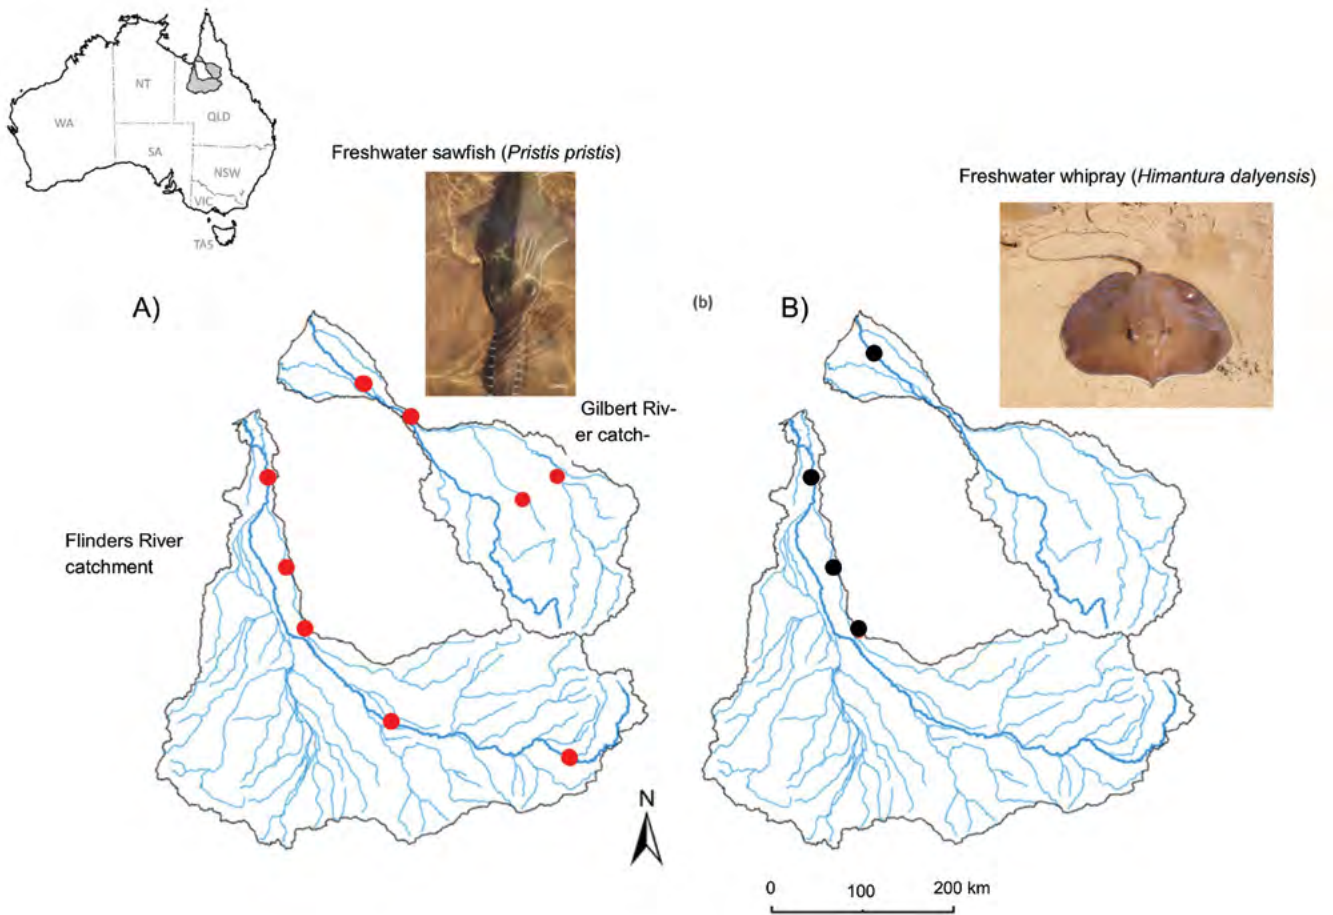 NT
WA
QLD
SA
NSW
VIC
TAS
Freshwater sawfish (Pristis pristis)
Freshwater whipray (Himantura dalyensis)
A)
(b)
B)
Gilbert Riv-
er catch-
Flinders River
catchment
N
0 100 200 km